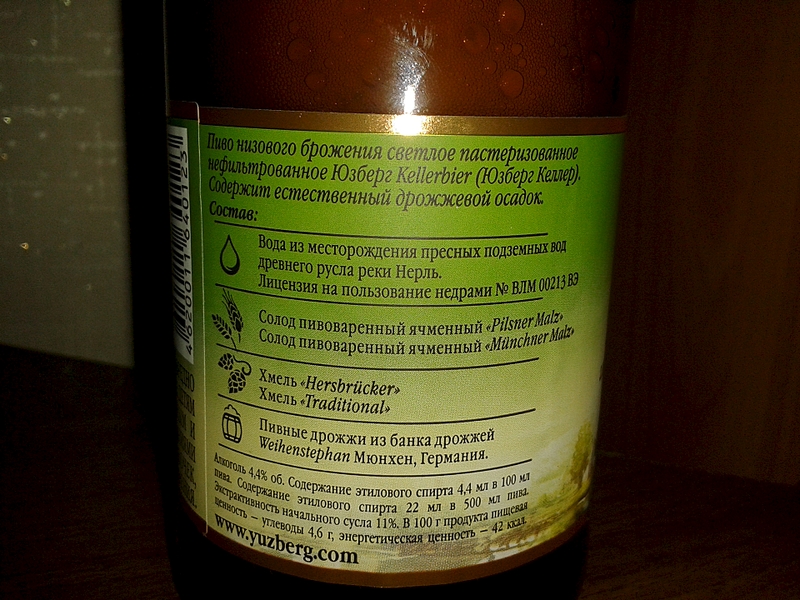 Пиво низового брожения светлое пастеризованное
нефильтрованное Юзберг Kellerbier (Юзберг Келлер).
Содержит естественный дрожжевой осадок.
Состав:
Вода из месторождения пресных подземных вод
древнего русла реки Нерль.
Лицензия на пользование недрами № ВЛМ 00213 ВЭ
Солод пивоваренный ячменный «Pilsner Malz»
Солод пивоваренный ячменный «Münchner Malz»
Хмель «Hersbrücker»
Хмель «Traditional»
Пивные дрожжи из банка дрожжей
Weihenstephan Мюнхен, Германия.
Алкоголь 4,4% об. Содержание этилового спирта 4,4 мл в 100 мл
пива. Содержание этилового спирта 22 мл в 500 мл пива.
Экстрактивность начального сусла 11%. В 100 г продукта пищевая
ценность – углеводы 4,6 г, энергетическая ценность – 42 ккал.
www.yuzberg.com
4620011640123